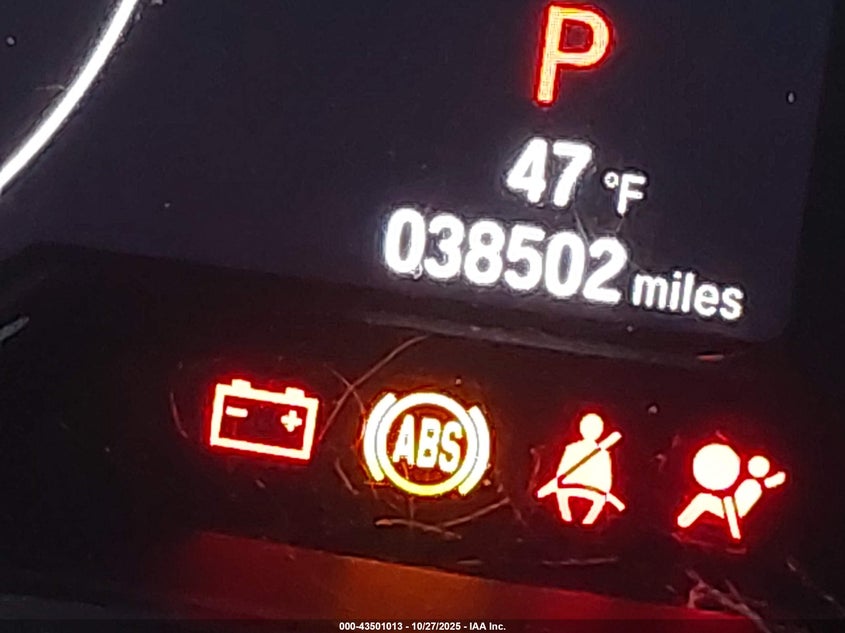 P
47 °F
038502 miles
- +
ABS
000-43501013 - 10/27/2025 - IAA Inc.